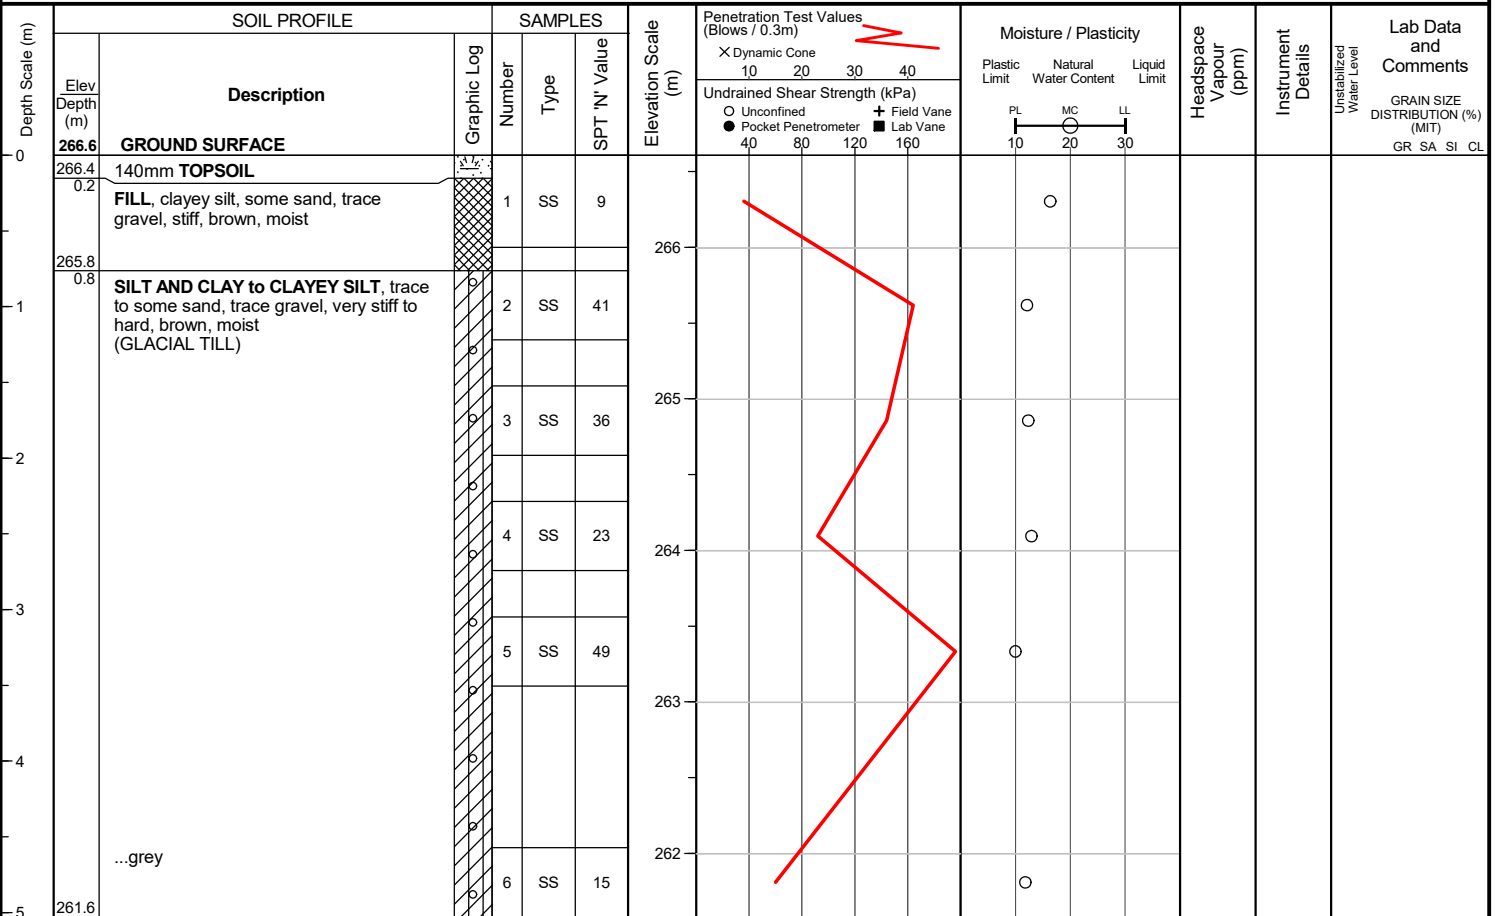 Depth Scale (m)
SOIL PROFILE
Elev
Depth
(m)
Description
Graphic Log
SAMPLES
Number
Type
SPT 'N' Value
Elevation Scale
(m)
Penetration Test Values
(Blows / 0.3m)
X Dynamic Cone
10 20 30 40
Undrained Shear Strength (kPa)
Unconfined + Field Vane
Pocket Penetrometer Lab Vane
40 80 120 160
Moisture / Plasticity
Plastic Natural Liquid
Limit Water Content Limit
PL MC LL
10 20 30
Headspace
Vapour
(ppm)
Instrument
Details
Unstabilized
Water Level
Lab Data
and
Comments
GRAIN SIZE
DISTRIBUTION (%)
(MIT)
GR SA SI CL
266.6 GROUND SURFACE
0
266.4 140mm TOPSOIL
0.2
FILL, clayey silt, some sand, trace
gravel, stiff, brown, moist
1 SS 9
266
265.8
0.8
SILT AND CLAY to CLAYEY SILT, trace
to some sand, trace gravel, very stiff to
hard, brown, moist
(GLACIAL TILL)
1
2 SS 41
265
3 SS 36
2
4 SS 23
264
3
5 SS 49
263
4
262
...grey
6 SS 15
261.6
5